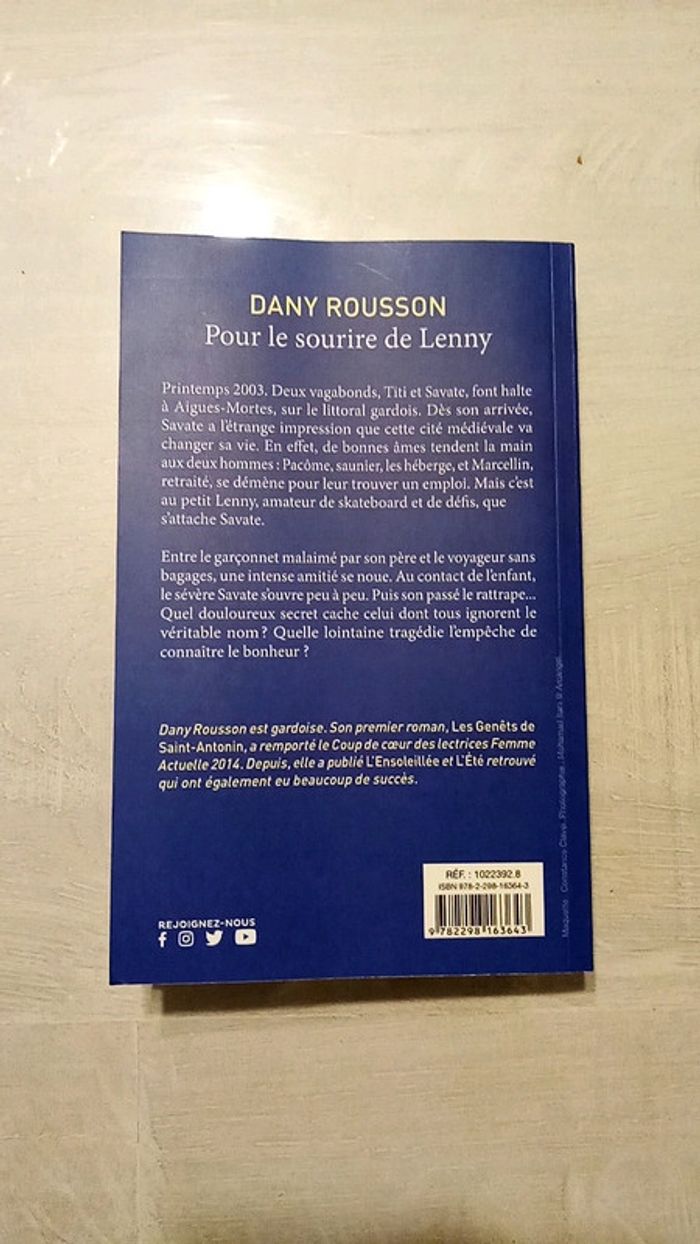 DANY ROUSSON
Pour le sourire de Lenny
Printemps 2003. Deux vagabonds, Titi et Savate, font halte
à Aigues-Mortes, sur le littoral gardois. Dès son arrivée,
Savate a l'étrange impression que cette cité médiévale va
changer sa vie. En effet, de bonnes âmes tendent la main
aux deux hommes : Pacôme, saunier, les héberge, et Marcellin,
retraité, se démène pour leur trouver un emploi. Mais c'est
au petit Lenny, amateur de skateboard et de défis, que
s'attache Savate.
Entre le garçonnet malaimé par son père et le voyageur sans
bagages, une intense amitié se noue. Au contact de l'enfant,
le sévère Savate s'ouvre peu à peu. Puis son passé le rattrape...
Quel douloureux secret cache celui dont tous ignorent le
véritable nom ? Quelle lointaine tragédie l'empêche de
connaître le bonheur ?
Dany Rousson est gardoise. Son premier roman, Les Genêts de
Saint-Antonin, a remporté le Coup de cœur des lectrices Femme
Actuelle 2014. Depuis, elle a publié L'Ensoleillée et L'Été retrouvé
qui ont également eu beaucoup de succès.
RÉF. : 1022392.8
ISBN 978-2-298-16364-3
9 782298 163643
REJOIGNEZ-NOUS
Maquette : Constance Clavel. Photographie :